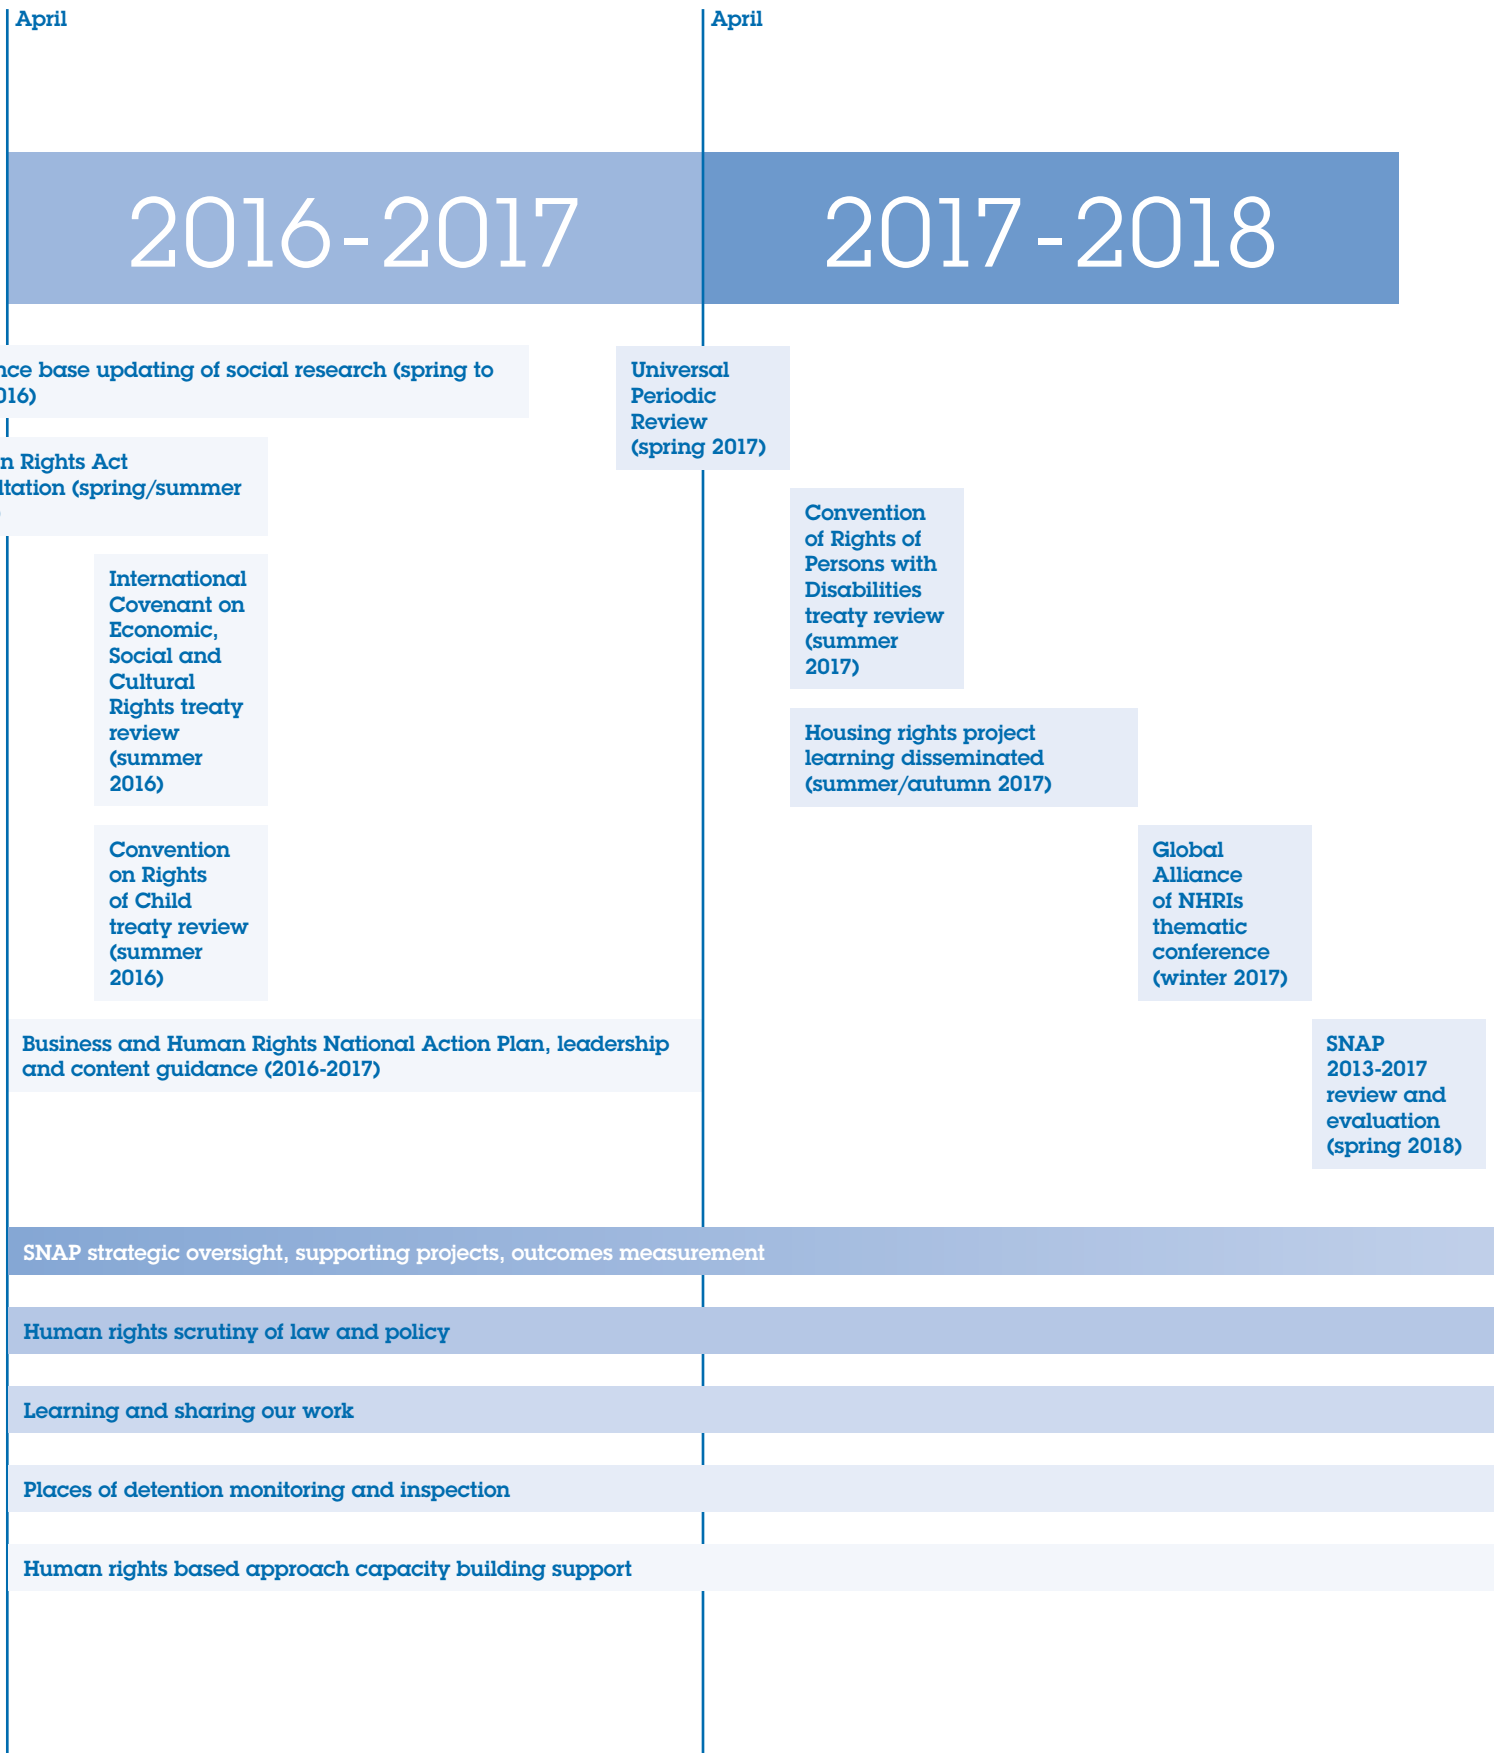 April
April
2016-2017
2017-2018
nce base updating of social research (spring to
016)
n Rights Act
ltation (spring/summer
International
Covenant on
Economic,
Social and
Cultural
Rights treaty
review
(summer
2016)
Convention
on Rights
of Child
treaty review
(summer
2016)
Business and Human Rights National Action Plan, leadership
and content guidance (2016-2017)
Universal
Periodic
Review
(spring 2017)
Convention
of Rights of
Persons with
Disabilities
treaty review
(summer
2017)
Housing rights project
learning disseminated
(summer/autumn 2017)
Global
Alliance
of NHRIs
thematic
conference
(winter 2017)
SNAP
2013-2017
review and
evaluation
(spring 2018)
SNAP strategic oversight, supporting projects, outcomes measurement
Human rights scrutiny of law and policy
Learning and sharing our work
Places of detention monitoring and inspection
Human rights based approach capacity building support